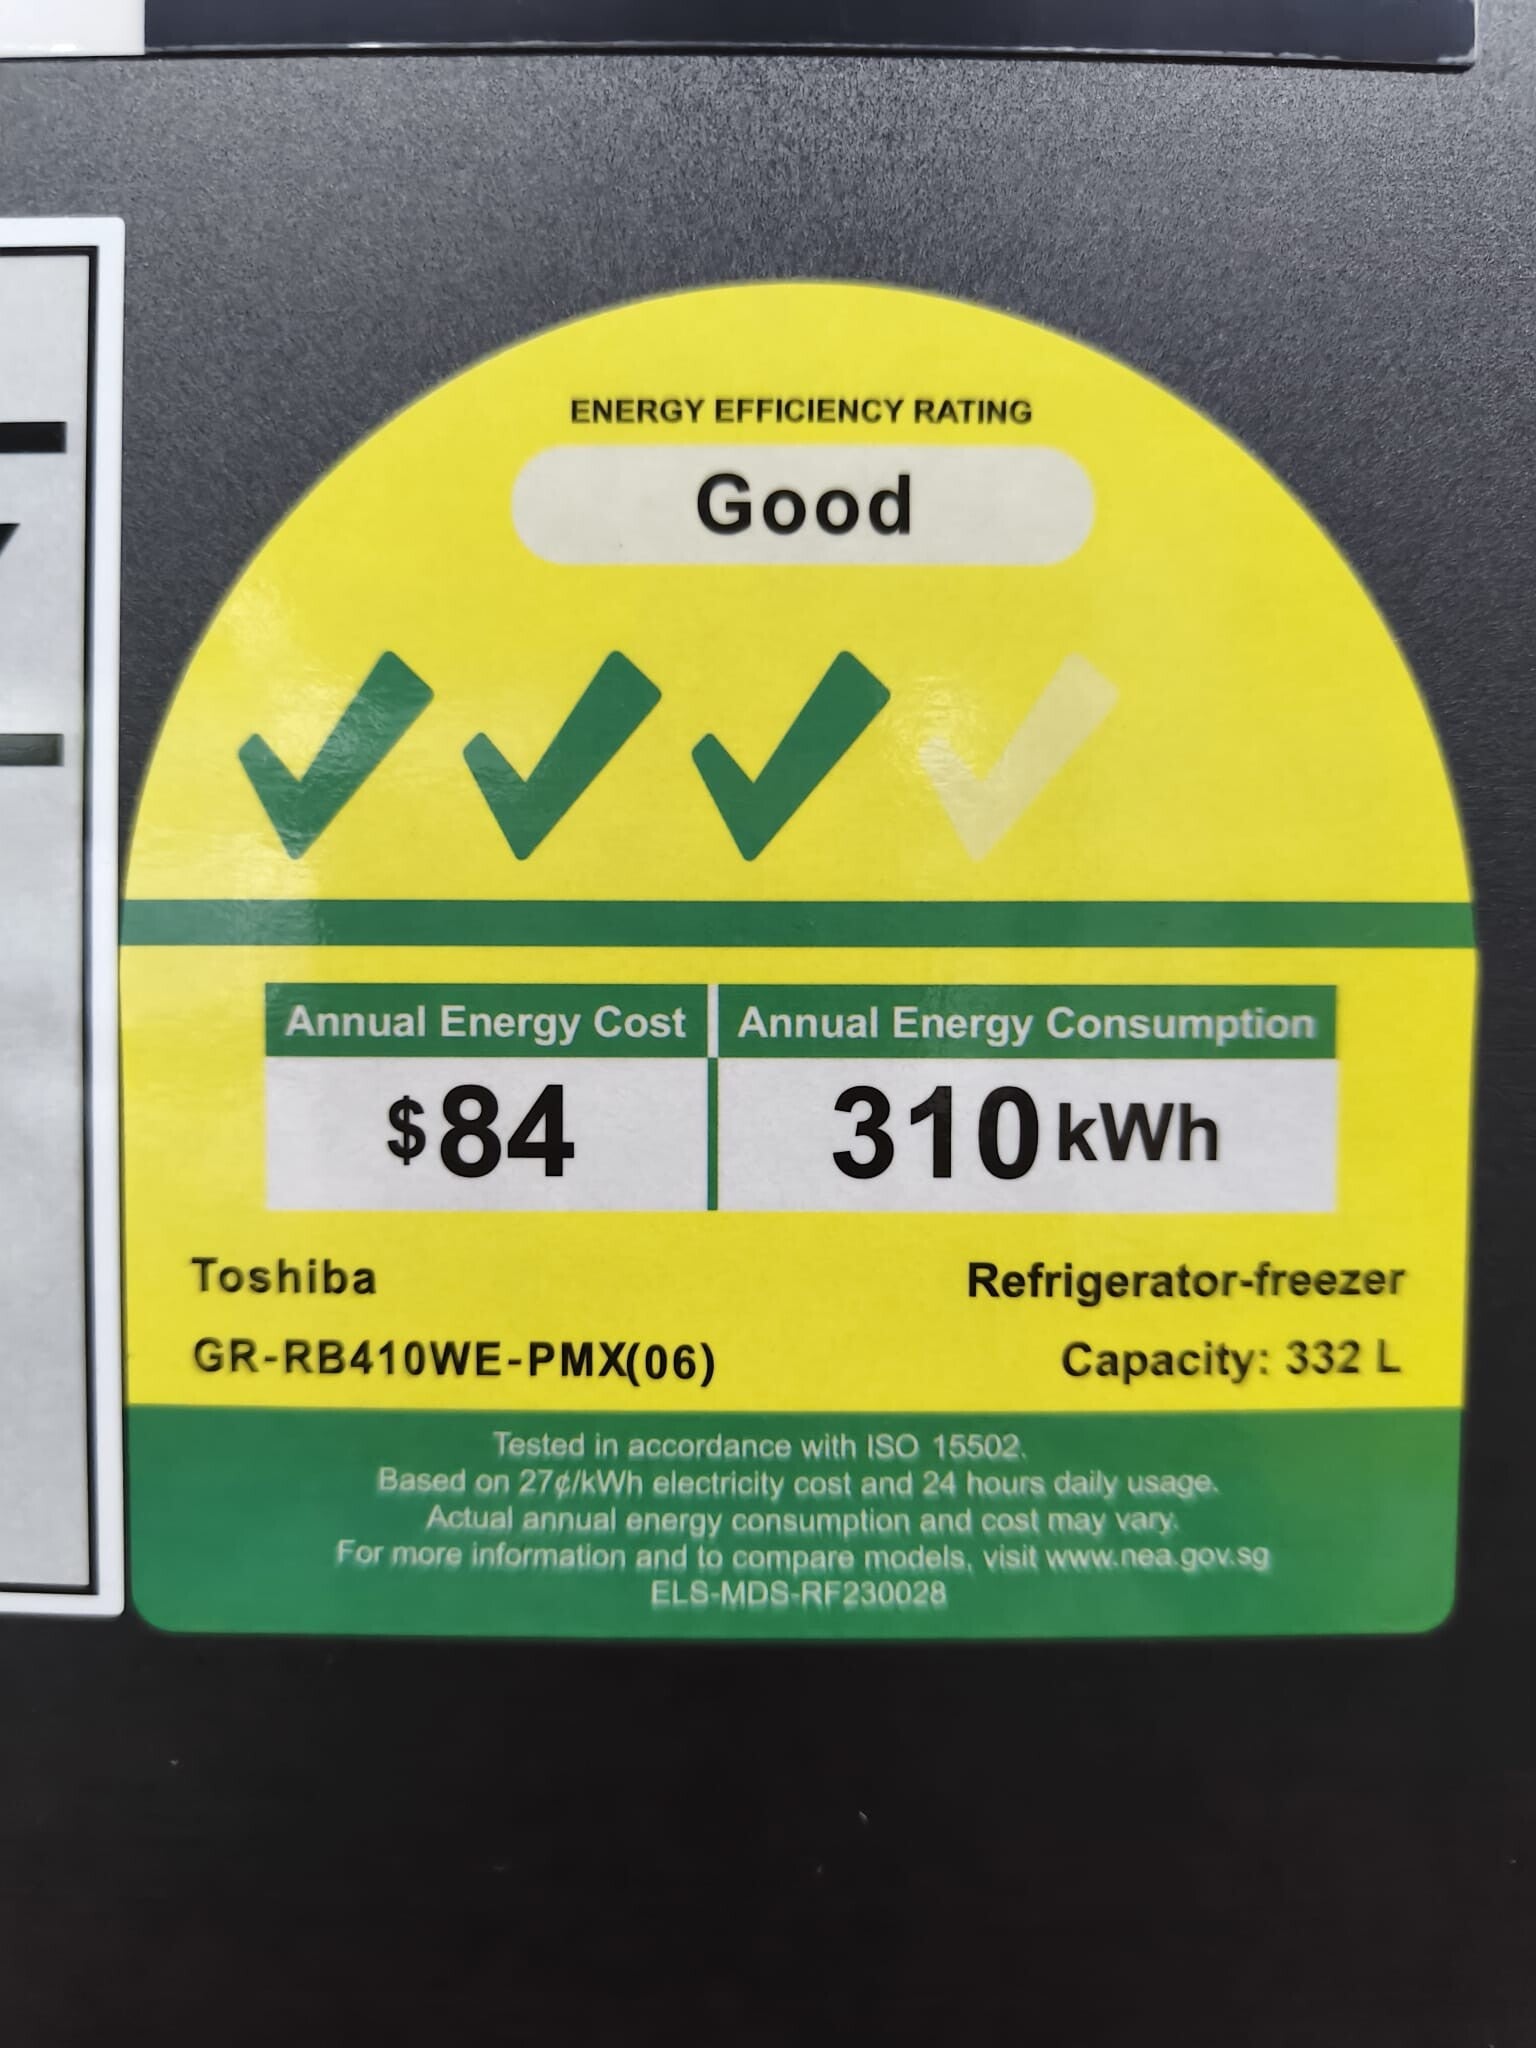 ENERGY EFFICIENCY RATING
Good
Annual Energy Cost
Annual Energy Consumption
$84
310 kWh
Toshiba
Refrigerator-freezer
GR-RB410WE-PMX(06)
Capacity: 332 L
Tested in accordance with ISO 15502.
Based on 27¢/kWh electricity cost and 24 hours daily usage.
Actual annual energy consumption and cost may vary.
For more information and to compare models, visit www.nea.gov.sg
ELS-MDS-RF230028